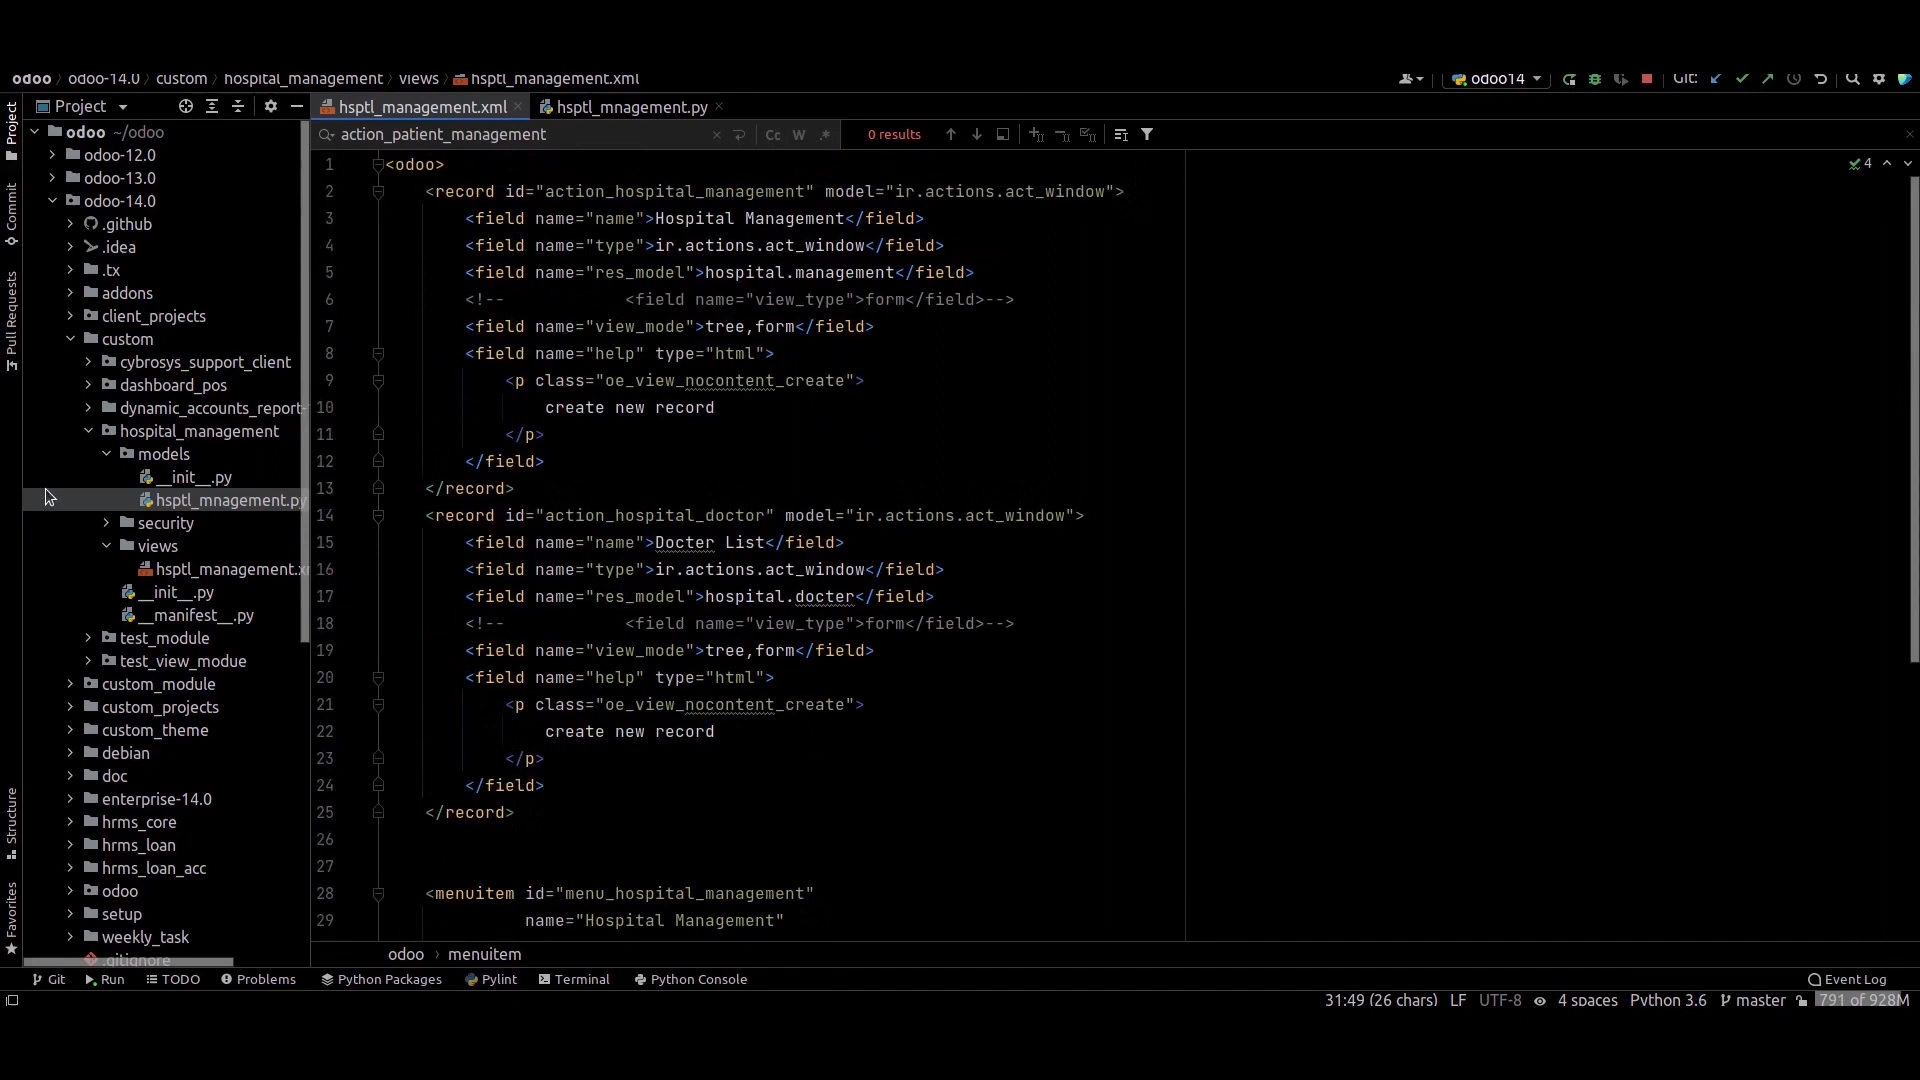 odoo › odoo-14.0 › custom › hospital_management › views › hsptl_management.xml
odoo14
Git:
Project
hsptl_management.xml
hsptl_mnagement.py
action_patient_management
Cc
W
.*
0 results
4
Project
Commit
Pull Requests
Structure
Favorites
odoo ~/odoo
odoo-12.0
odoo-13.0
odoo-14.0
.github
.idea
.tx
addons
client_projects
custom
cybrosys_support_client
dashboard_pos
dynamic_accounts_report-
hospital_management
models
__init__.py
hsptl_mnagement.py
security
views
hsptl_management.x
__init__.py
__manifest__.py
test_module
test_view_modue
custom_module
custom_projects
custom_theme
debian
doc
enterprise-14.0
hrms_core
hrms_loan
hrms_loan_acc
odoo
setup
weekly_task
.gitignore
1 <odoo>
2 <record id="action_hospital_management" model="ir.actions.act_window">
3 <field name="name">Hospital Management</field>
4 <field name="type">ir.actions.act_window</field>
5 <field name="res_model">hospital.management</field>
6 <!-- <field name="view_type">form</field>-->
7 <field name="view_mode">tree,form</field>
8 <field name="help" type="html">
9 <p class="oe_view_nocontent_create">
10 create new record
11 </p>
12 </field>
13 </record>
14 <record id="action_hospital_doctor" model="ir.actions.act_window">
15 <field name="name">Docter List</field>
16 <field name="type">ir.actions.act_window</field>
17 <field name="res_model">hospital.docter</field>
18 <!-- <field name="view_type">form</field>-->
19 <field name="view_mode">tree,form</field>
20 <field name="help" type="html">
21 <p class="oe_view_nocontent_create">
22 create new record
23 </p>
24 </field>
25 </record>
26
27
28 <menuitem id="menu_hospital_management"
29 name="Hospital Management"
odoo › menuitem
Git
Run
TODO
Problems
Python Packages
Pylint
Terminal
Python Console
Event Log
31:49 (26 chars) LF UTF-8 4 spaces Python 3.6 master 791 of 928M